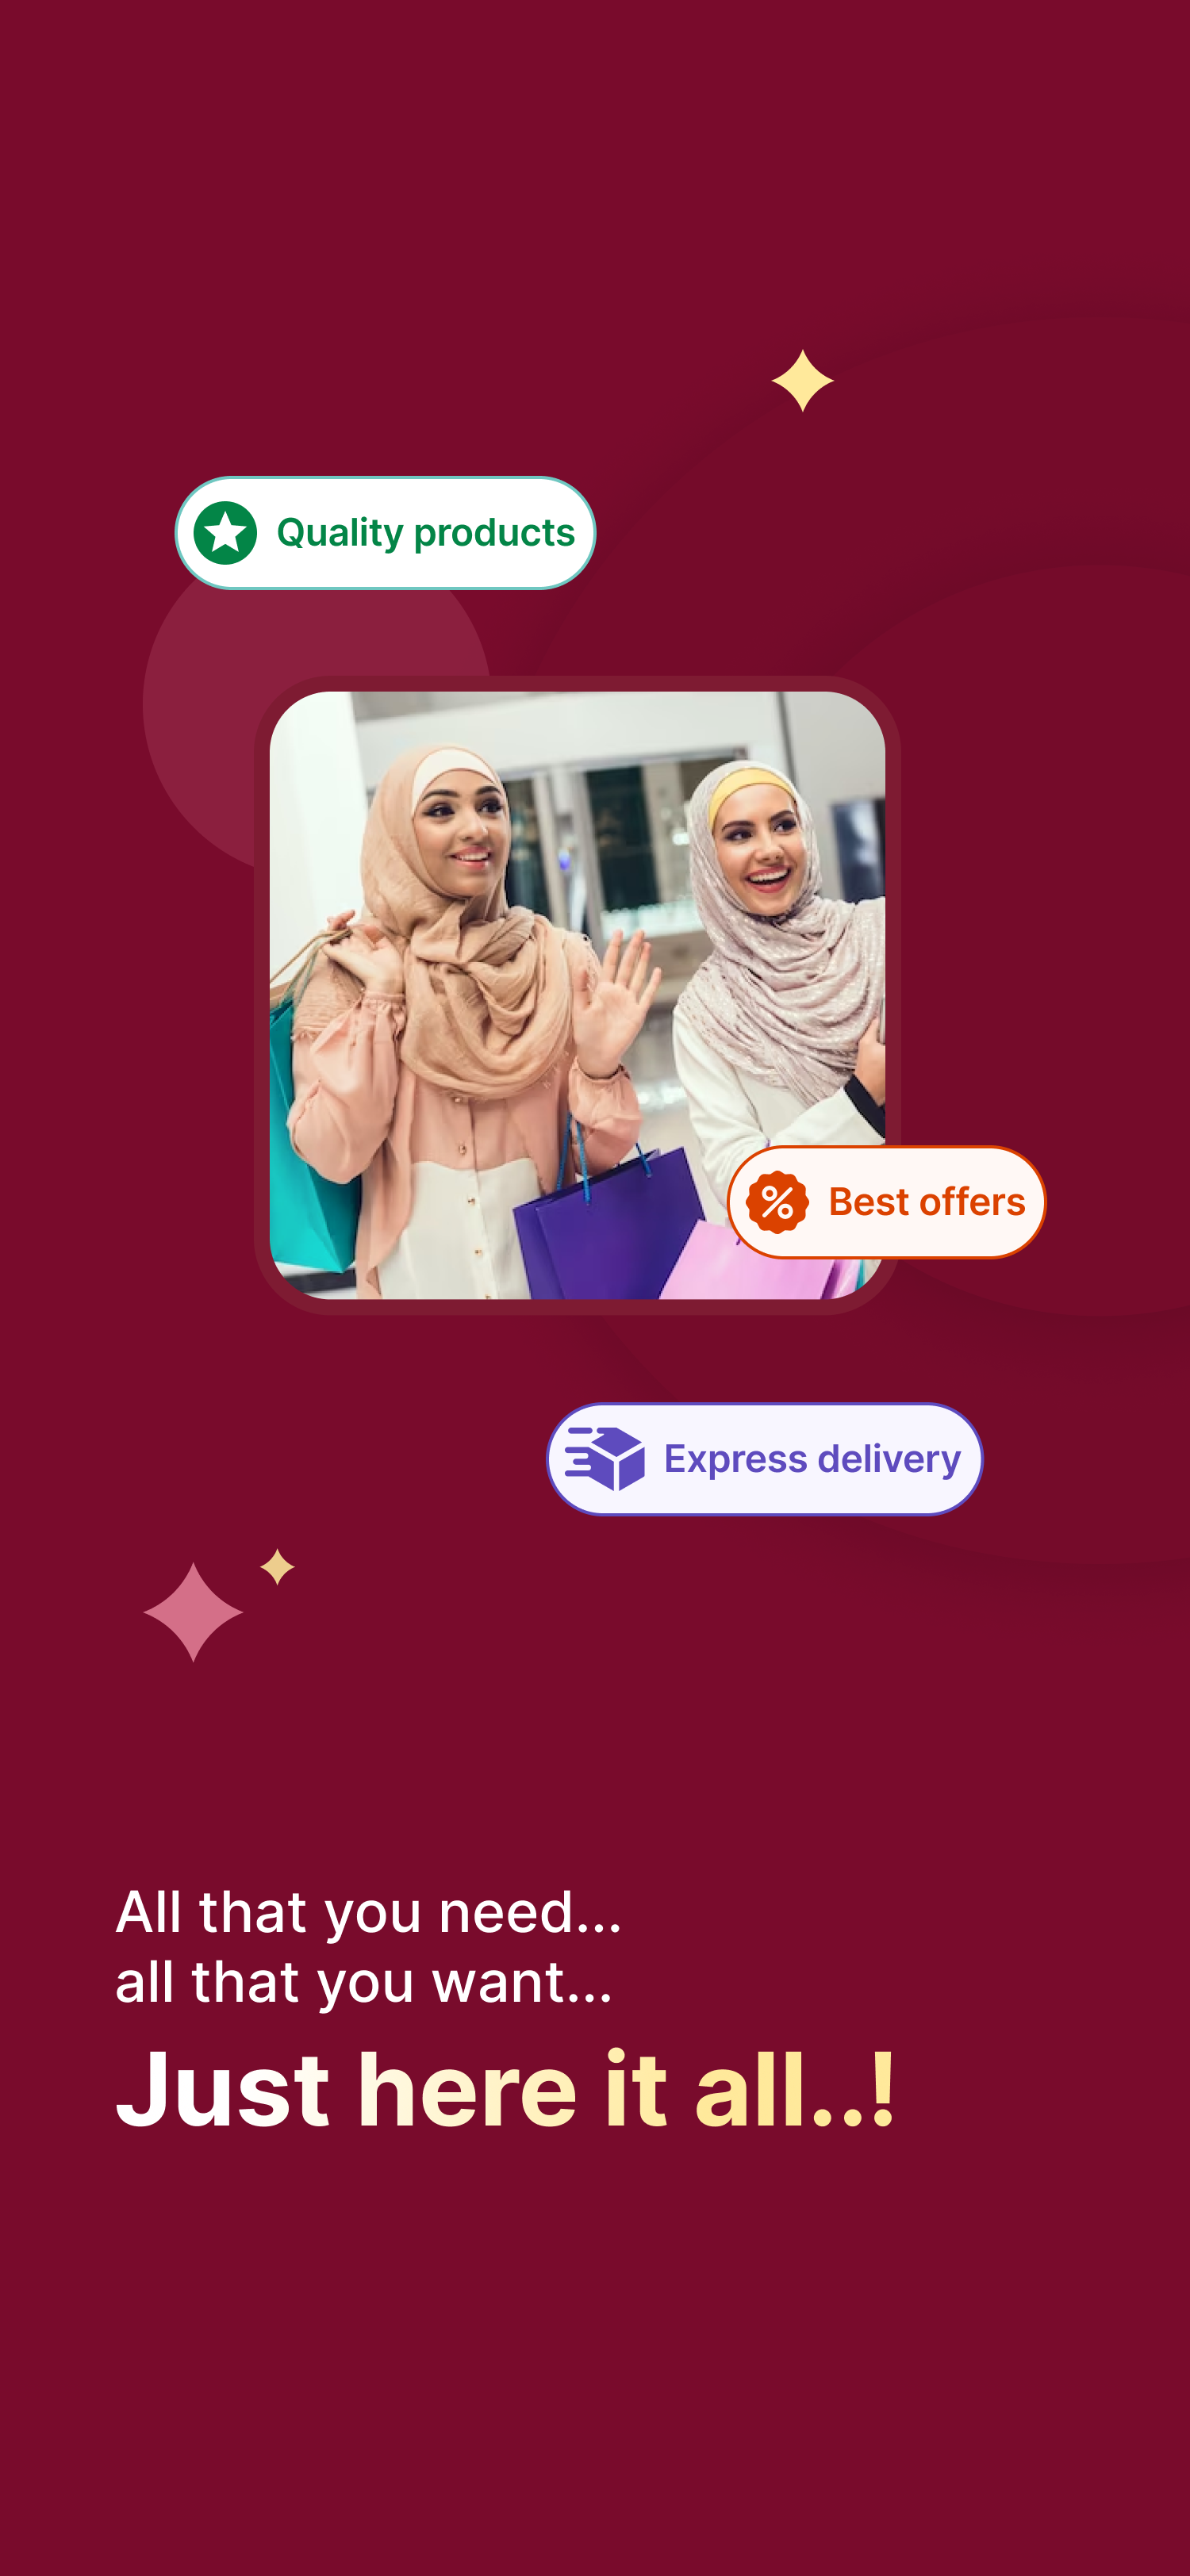 Quality products
Best offers
Express delivery
All that you need...
all that you want...
Just here it all..!